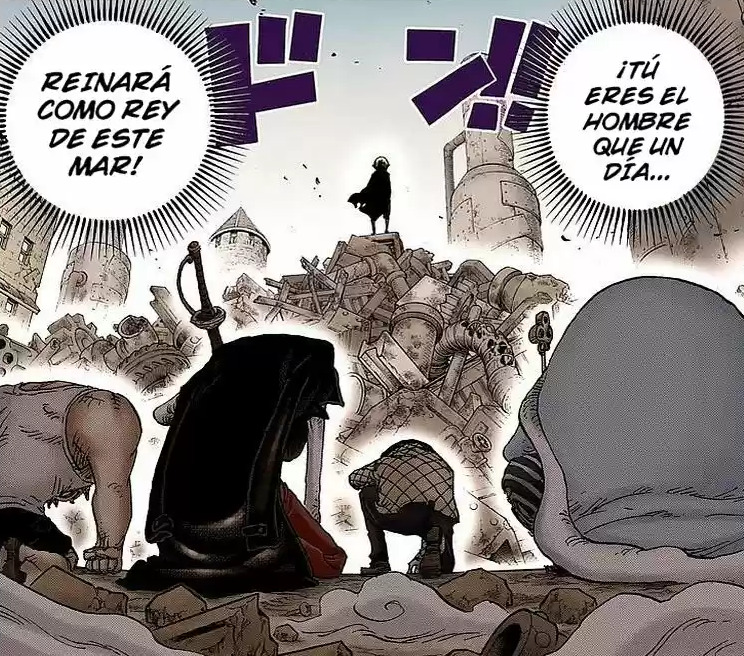 ¡TÚ
ERES EL
HOMBRE
QUE UN
DÍA...
REINARÁ
COMO REY
DE ESTE
MAR!
ドン!!